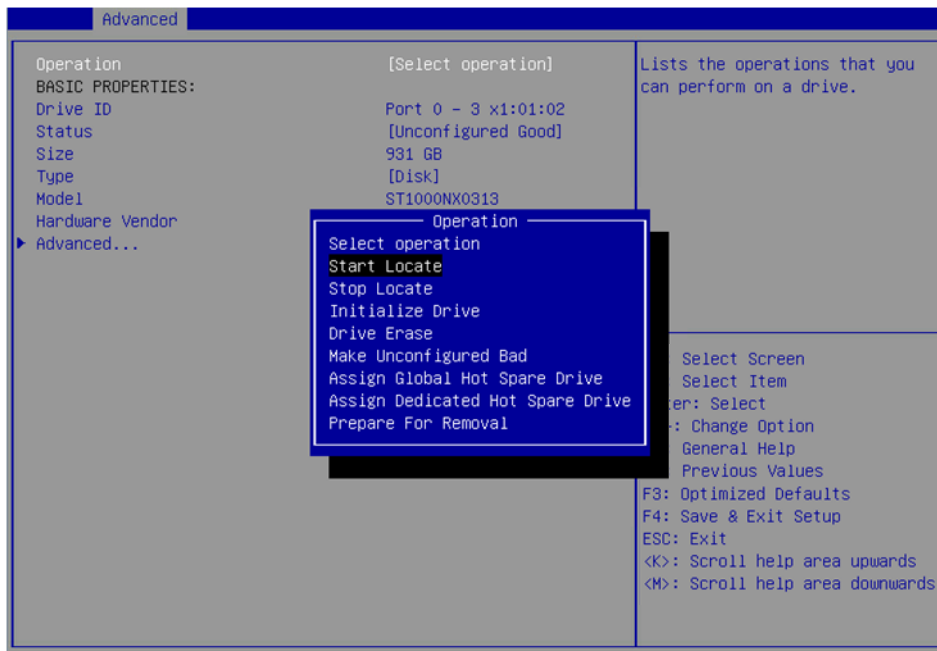 Advanced
Operation [Select operation]
BASIC PROPERTIES:
Drive ID Port 0 - 3 x1:01:02
Status [Unconfigured Good]
Size 931 GB
Type [Disk]
Model ST1000NX0313
Hardware Vendor
Advanced...
Operation
Select operation
Start Locate
Stop Locate
Initialize Drive
Drive Erase
Make Unconfigured Bad
Assign Global Hot Spare Drive
Assign Dedicated Hot Spare Drive
Prepare For Removal
Lists the operations that you
can perform on a drive.
Select Screen
Select Item
er: Select
: Change Option
General Help
Previous Values
F3: Optimized Defaults
F4: Save & Exit Setup
ESC: Exit
<K>: Scroll help area upwards
<M>: Scroll help area downwards